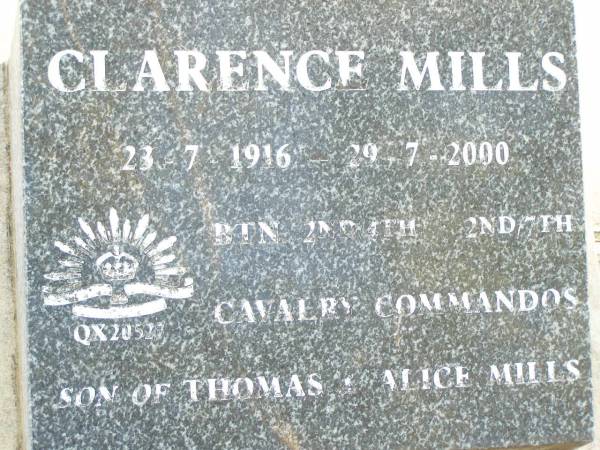 CLARENCE MILLS
23 - 7 - 1916 - 29 - 7 - 2000
BTN 2ND/4TH 2ND/7TH
CAVALRY COMMANDOS
QX20527
SON OF THOMAS & ALICE MILLS